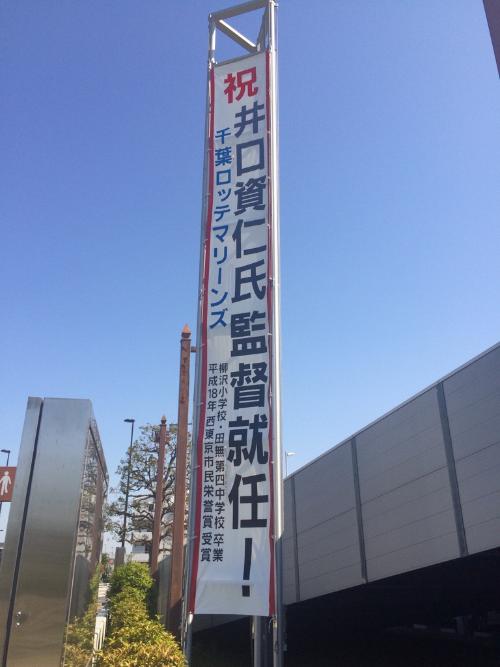 祝 井口資仁氏監督就任!
千葉ロッテマリーンズ
柳沢小学校・田無第四中学校卒業
平成18年 西東京市民栄誉賞受賞